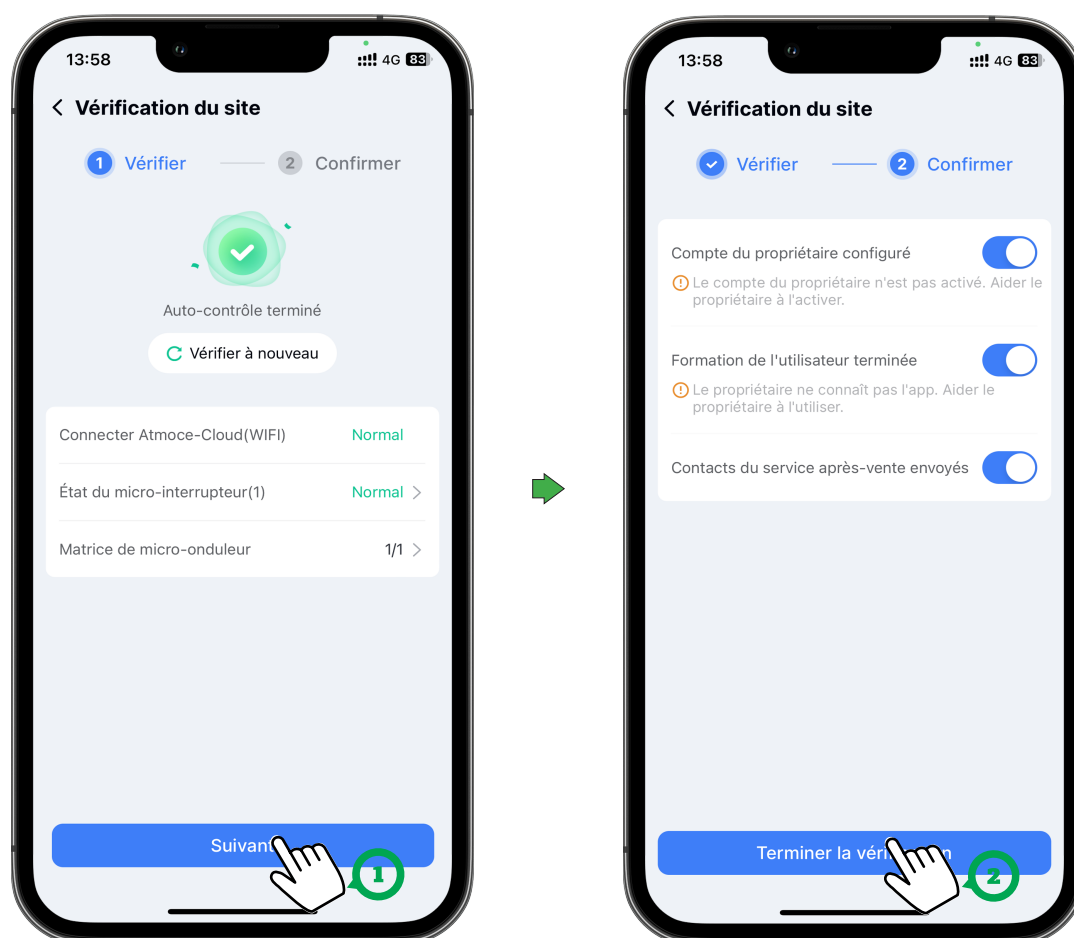 13:58
4G 83
Vérification du site
1 Vérifier 2 Confirmer
Auto-contrôle terminé
Vérifier à nouveau
Connecter Atmoce-Cloud(WIFI) Normal
État du micro-interrupteur(1) Normal
Matrice de micro-onduleur 1/1
Suivant
1
13:58
4G 83
Vérification du site
Vérifier 2 Confirmer
Compte du propriétaire configuré
Le compte du propriétaire n'est pas activé. Aider le
propriétaire à l'activer.
Formation de l'utilisateur terminée
Le propriétaire ne connaît pas l'app. Aider le
propriétaire à l'utiliser.
Contacts du service après-vente envoyés
Terminer la
2